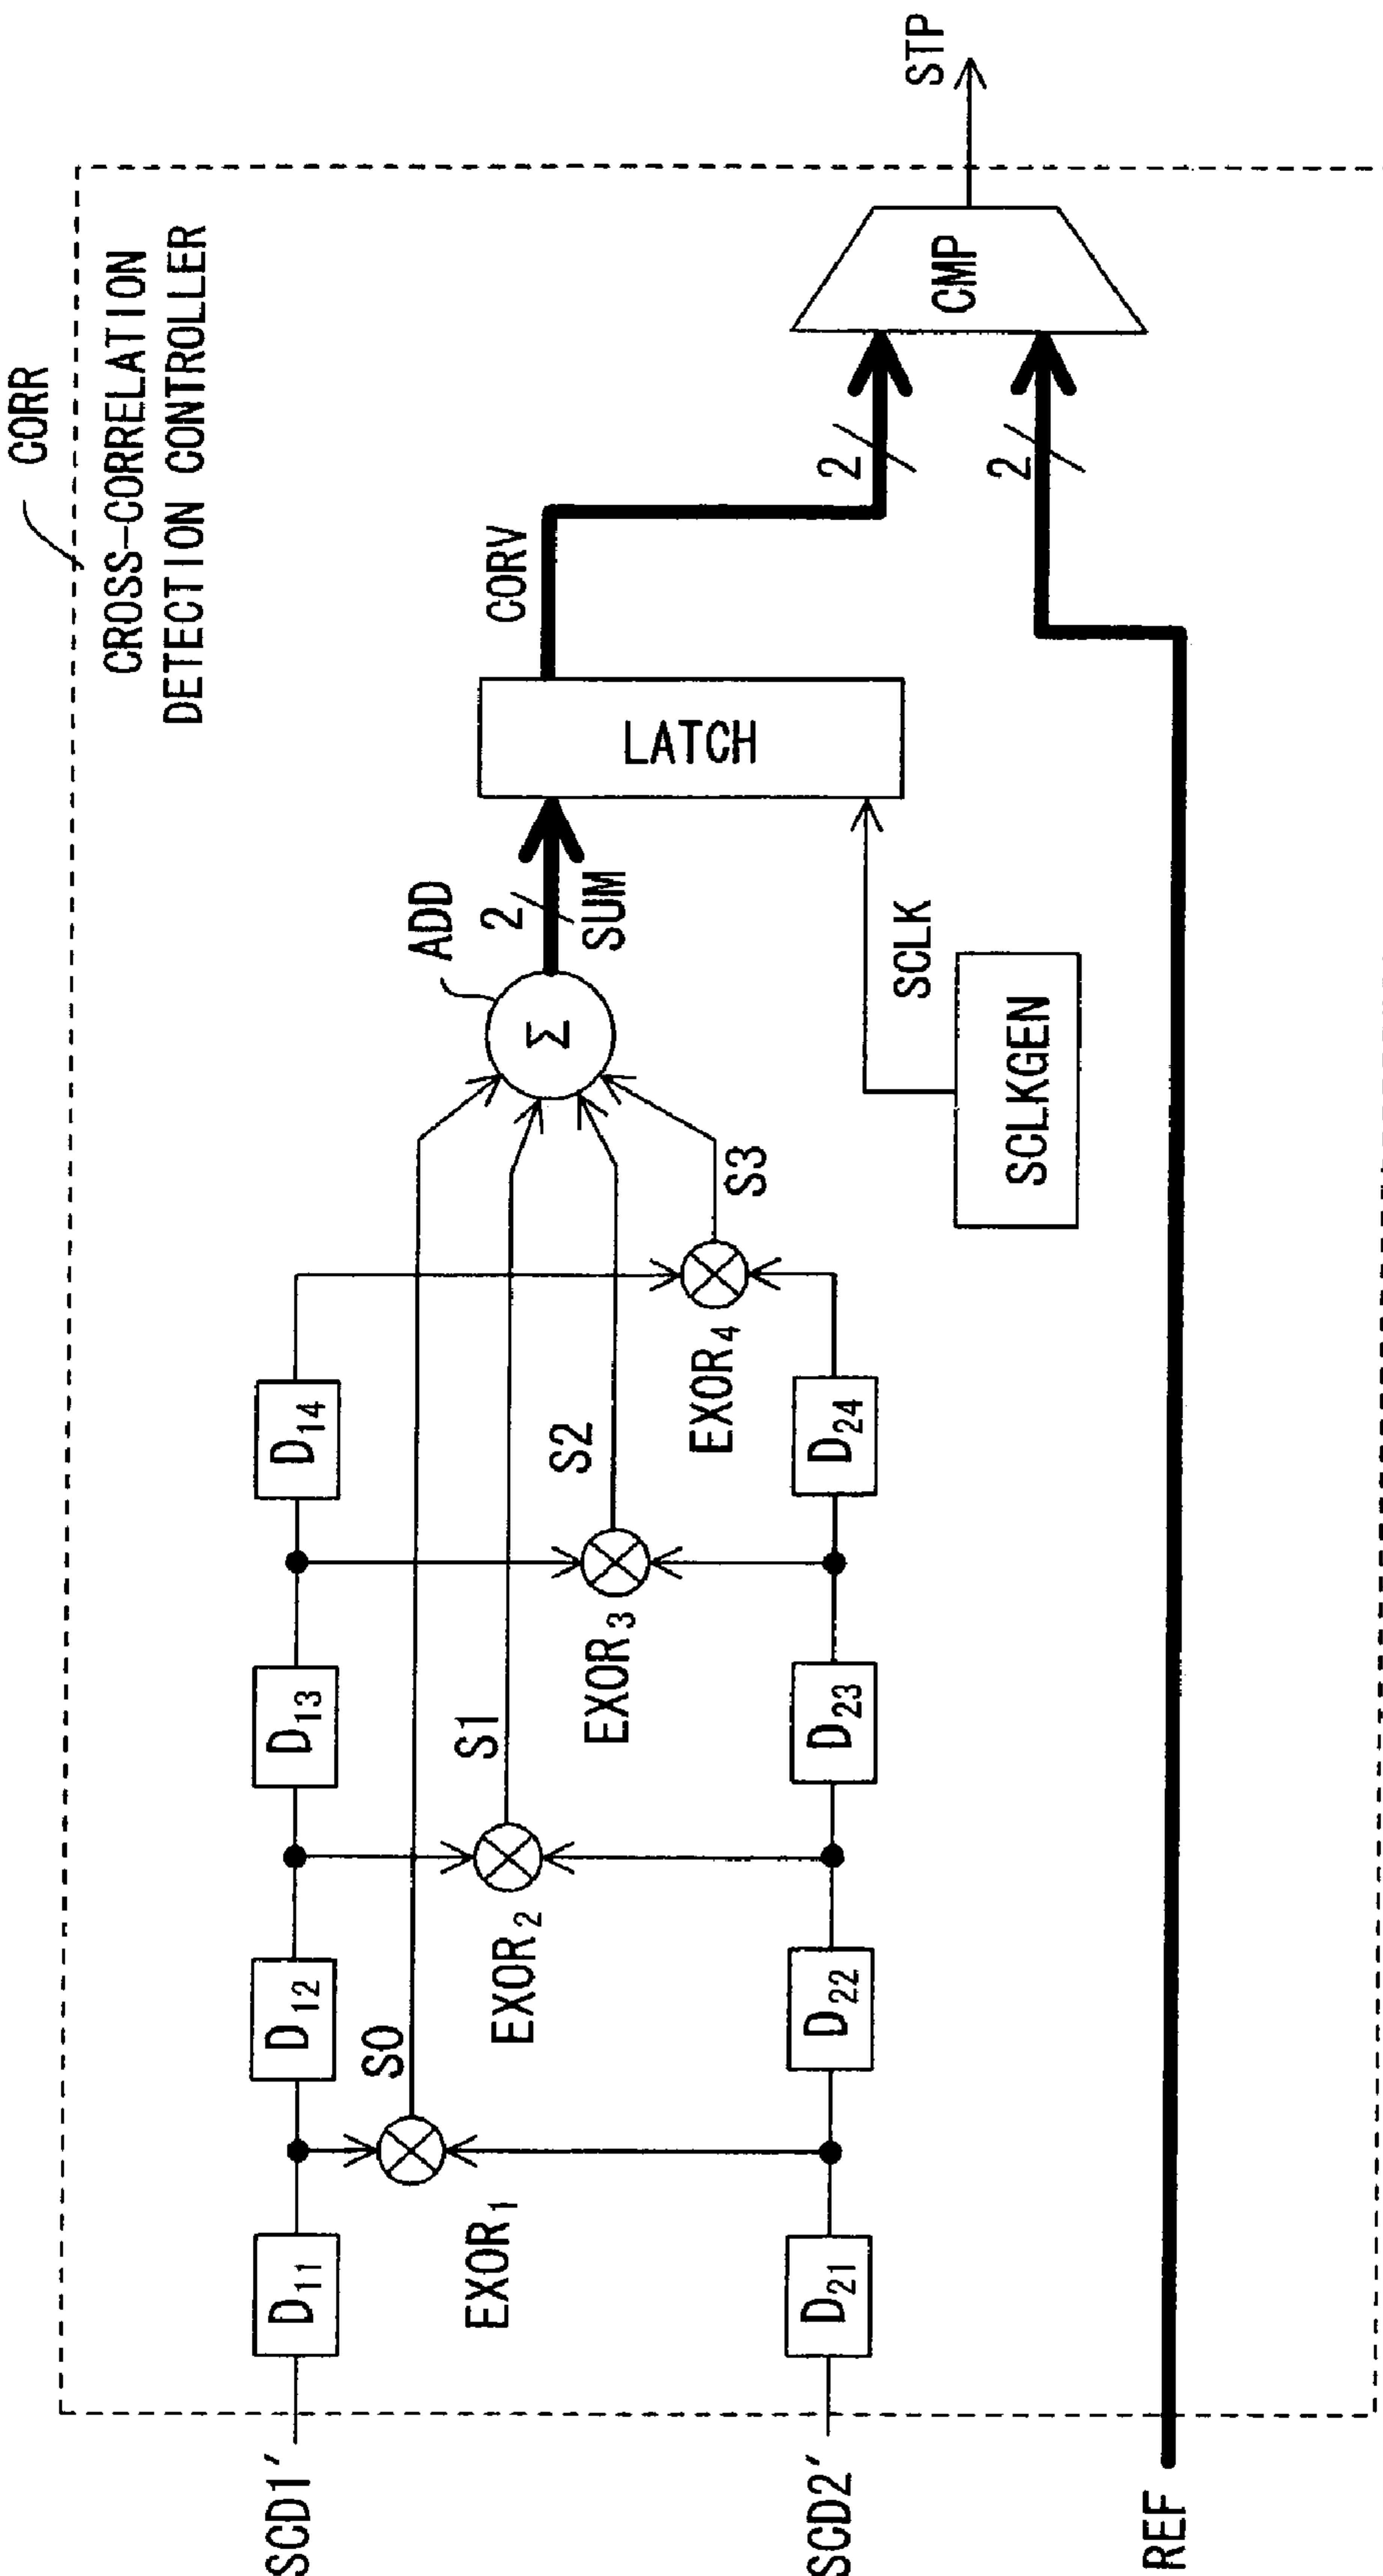 CORR
CROSS-CORRELATION
DETECTION CONTROLLER
SCD1′
D11
D12
D13
D14
S0
EXOR1
S1
EXOR2
S2
EXOR3
S3
EXOR4
SCD2′
D21
D22
D23
D24
ADD
Σ
2
SUM
LATCH
CORV
2
SCLK
SCLKGEN
2
CMP
STP
REF